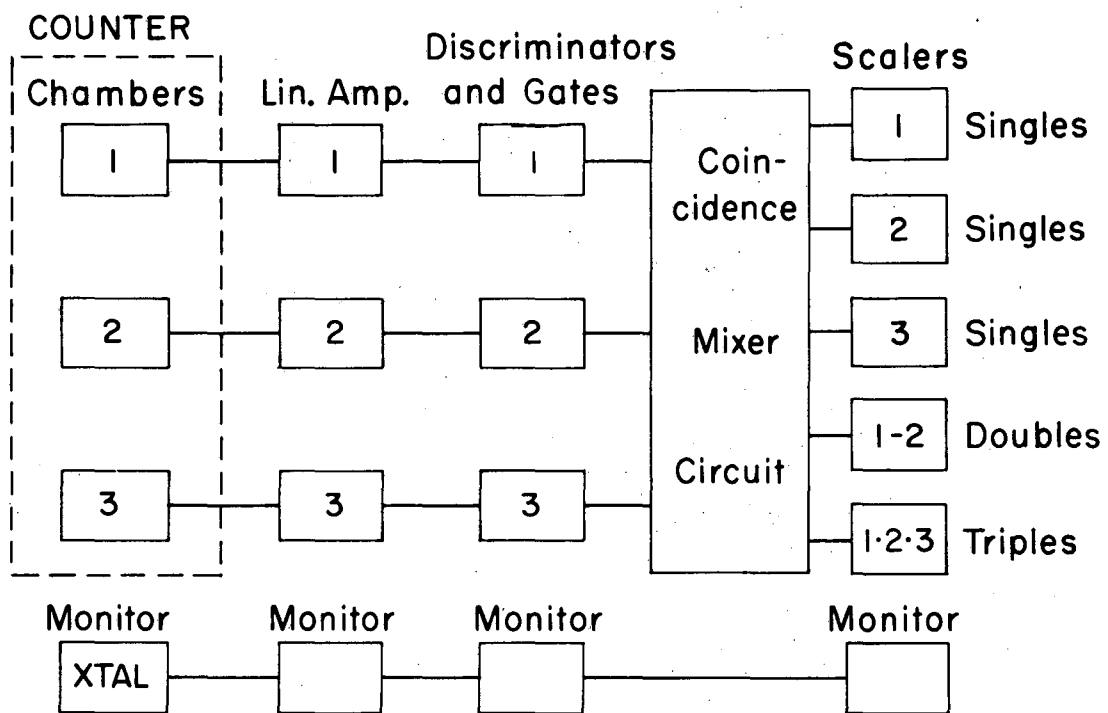 COUNTER
Chambers
Lin. Amp.
Discriminators
and Gates
Scalers
1
1
1
Coin-
cidence
Mixer
Circuit
1
Singles
2
Singles
2
2
2
3
Singles
1-2
Doubles
3
3
3
1·2·3
Triples
Monitor
Monitor
Monitor
Monitor
XTAL